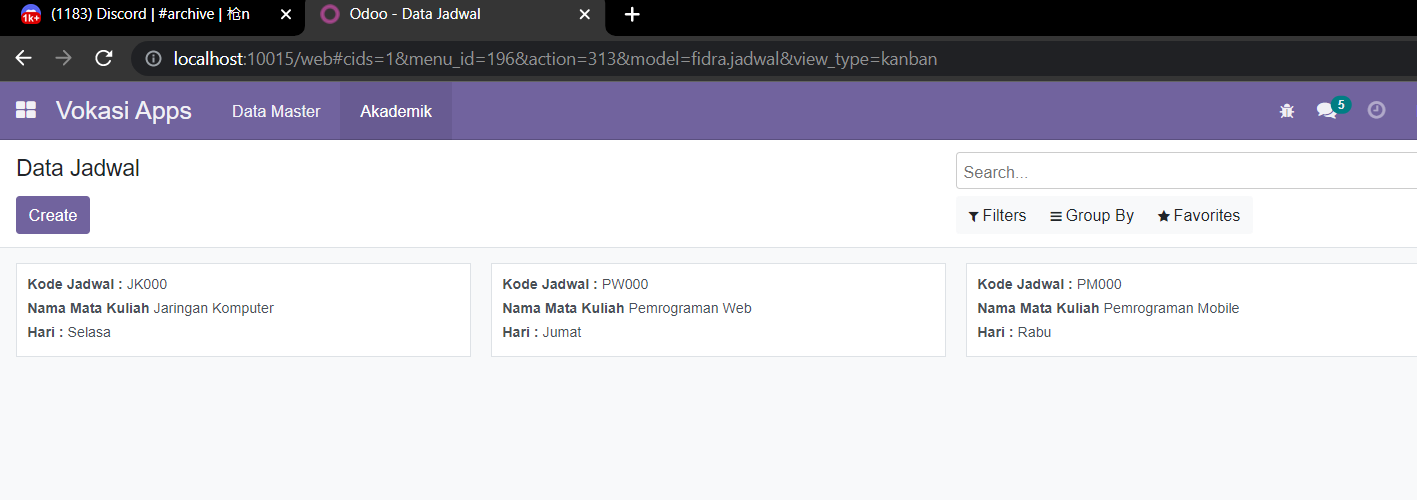 (1183) Discord | #archive | 枪n
Odoo - Data Jadwal
localhost:10015/web#cids=1&menu_id=196&action=313&model=fidra.jadwal&view_type=kanban
Vokasi Apps Data Master Akademik 5
Data Jadwal
Search...
Create
Filters Group By Favorites
Kode Jadwal : JK000
Nama Mata Kuliah Jaringan Komputer
Hari : Selasa
Kode Jadwal : PW000
Nama Mata Kuliah Pemrograman Web
Hari : Jumat
Kode Jadwal : PM000
Nama Mata Kuliah Pemrograman Mobile
Hari : Rabu